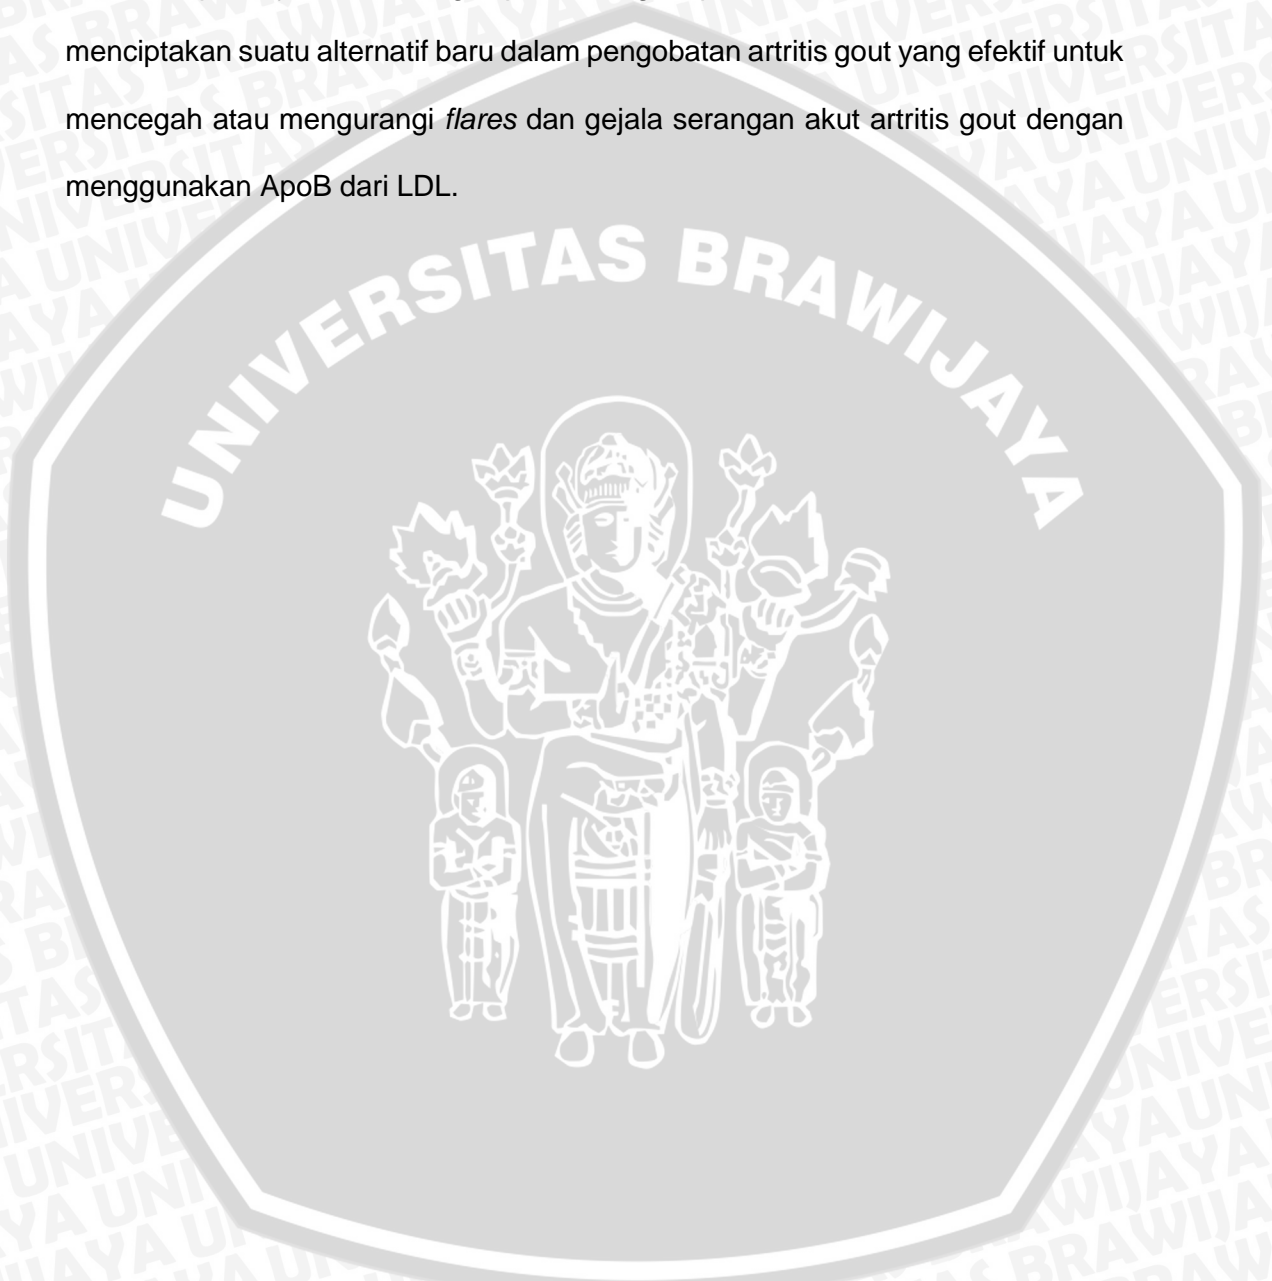 menciptakan suatu alternatif baru dalam pengobatan artritis gout yang efektif untuk
mencegah atau mengurangi flares dan gejala serangan akut artritis gout dengan
menggunakan ApoB dari LDL.
UNIVERSITAS BRAWIJAYA